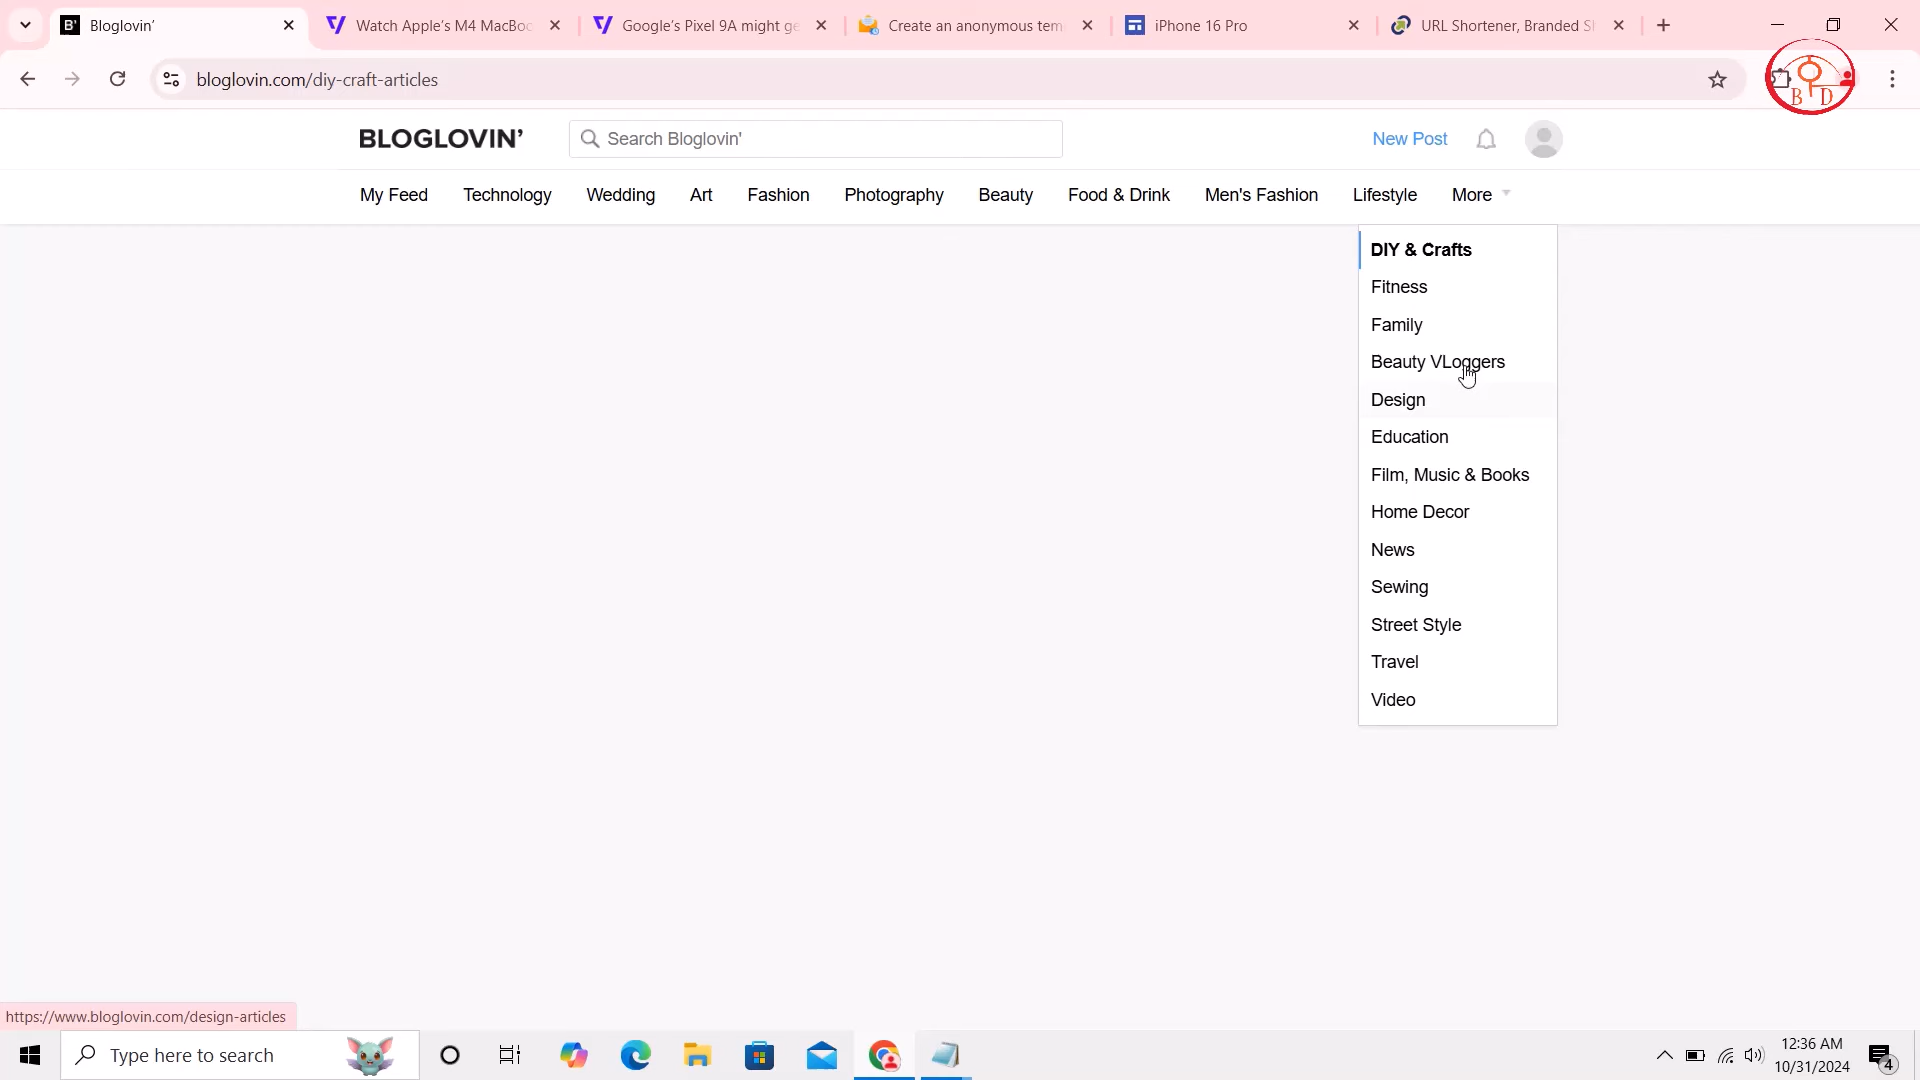 Bloglovin’
Watch Apple’s M4 MacBoo
Google’s Pixel 9A might ge
Create an anonymous tem
iPhone 16 Pro
URL Shortener, Branded Sh
bloglovin.com/diy-craft-articles
B D
BLOGLOVIN’
Search Bloglovin'
New Post
My Feed Technology Wedding Art Fashion Photography Beauty Food & Drink Men's Fashion Lifestyle More
DIY & Crafts
Fitness
Family
Beauty VLoggers
Design
Education
Film, Music & Books
Home Decor
News
Sewing
Street Style
Travel
Video
https://www.bloglovin.com/design-articles
Type here to search
12:36 AM
10/31/2024
4